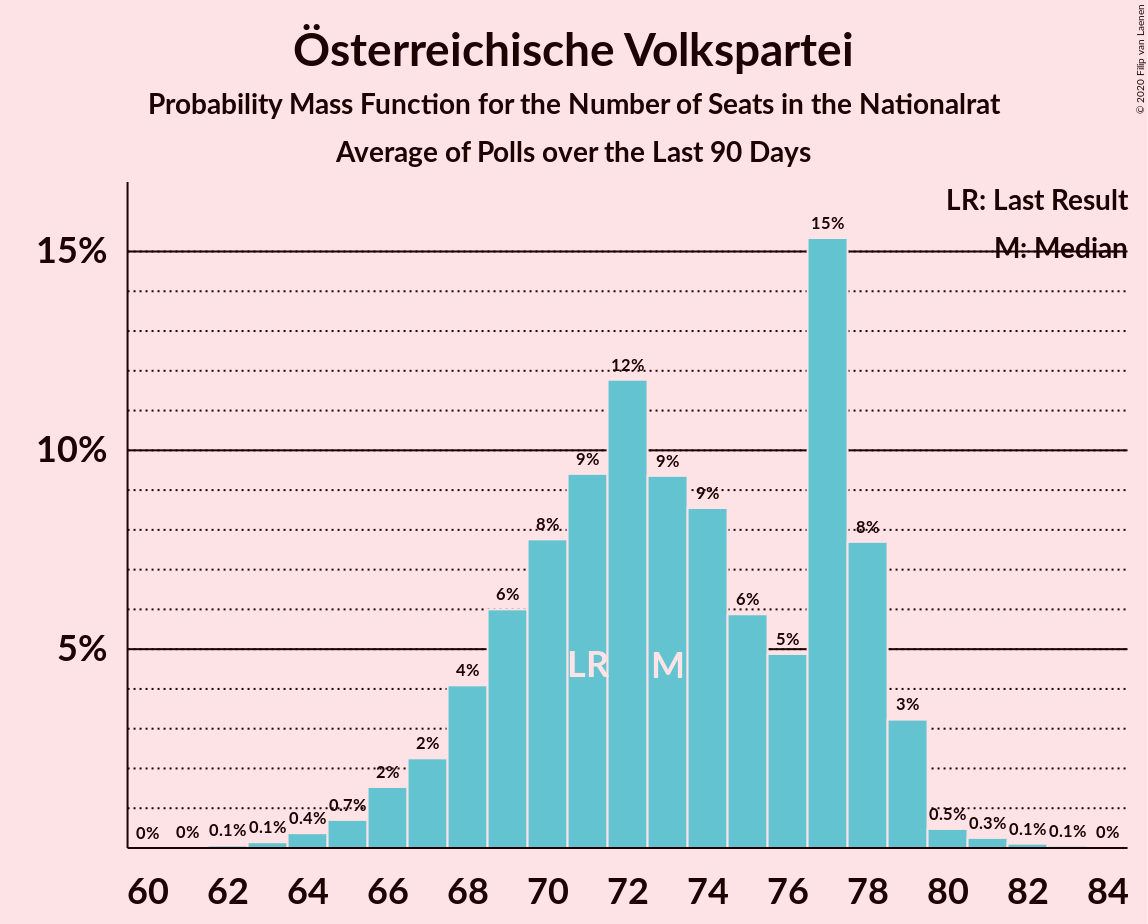 Österreichische Volkspartei
Probability Mass Function for the Number of Seats in the Nationalrat
Average of Polls over the Last 90 Days
© 2020 Filip van Laenen
LR: Last Result
M: Median
15%
10%
5%
0% 0% 0.1% 0.1% 0.4% 0.7% 2% 2% 4% 6% 8% 9% 12% 9% 9% 6% 5% 15% 8% 3% 0.5% 0.3% 0.1% 0.1% 0%
LR M
60 62 64 66 68 70 72 74 76 78 80 82 84